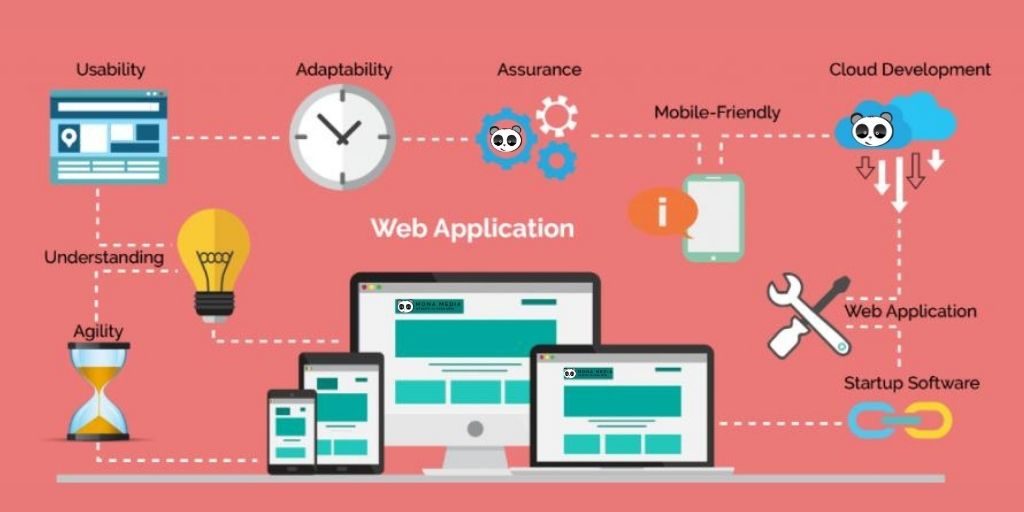 Usability
Adaptability
Assurance
Cloud Development
Mobile-Friendly
i
Web Application
Understanding
Web Application
Agility
Startup Software
MONA MEDIA
MONA MEDIA